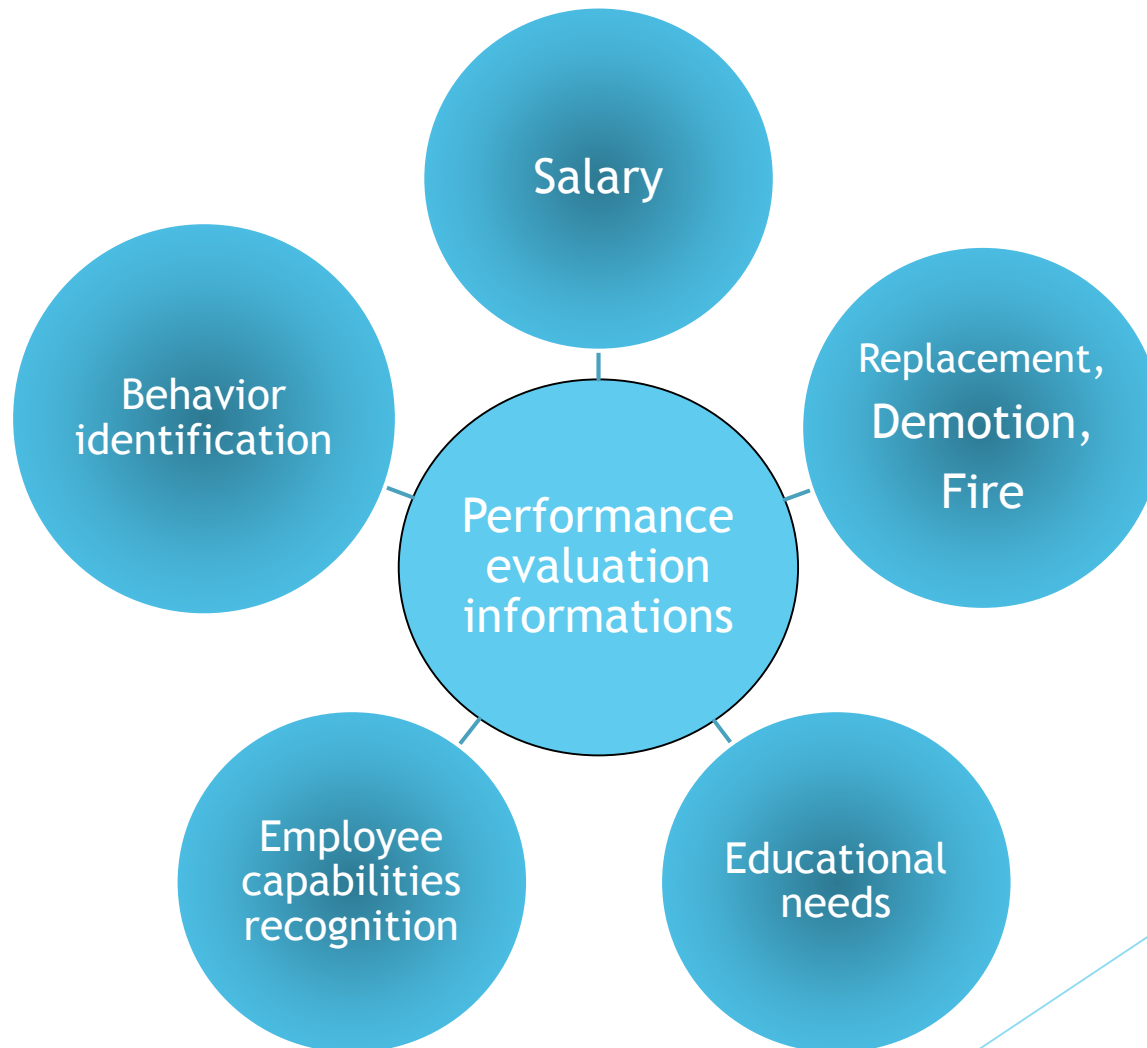 Salary
Replacement,
Demotion,
Fire
Behavior
identification
Performance
evaluation
informations
Employee
capabilities
recognition
Educational
needs